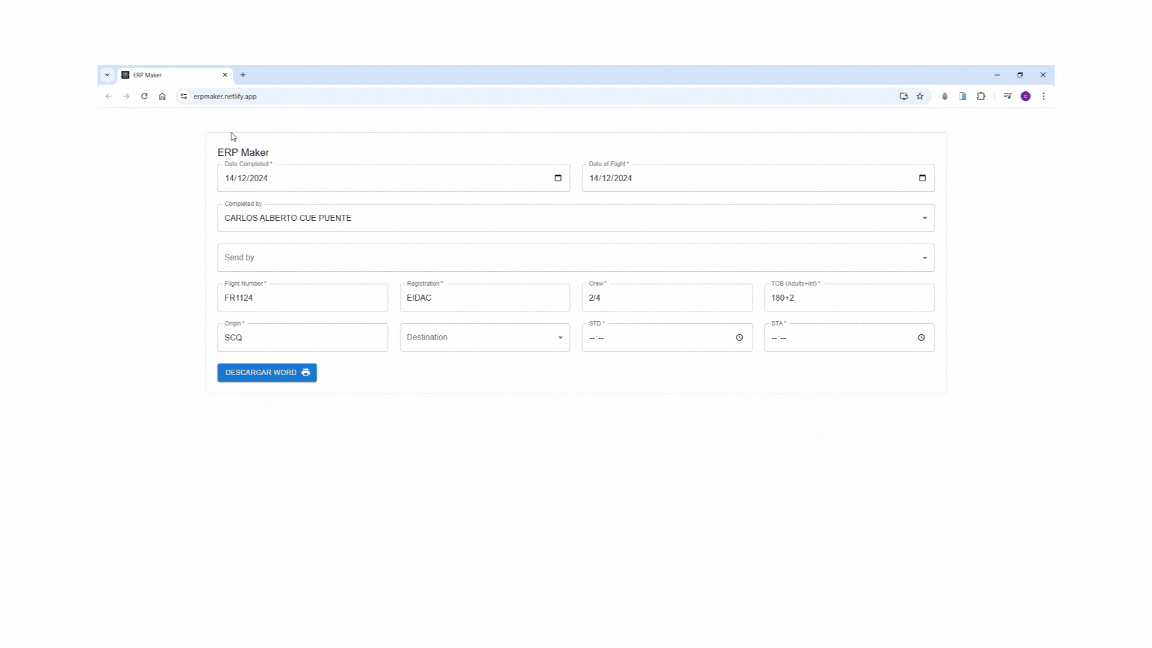 ERP Maker
erpmaker.netlify.app
ERP Maker
Date Completed *
Date of Flight *
14/12/2024
14/12/2024
Completed by
CARLOS ALBERTO CUE PUENTE
Send by
Flight Number *
Registration *
Crew *
TOB (Adults+inf) *
FR1124
EIDAC
2/4
180+2
Origin *
STD *
STA *
SCQ
Destination
--:--
--:--
DESCARGAR WORD